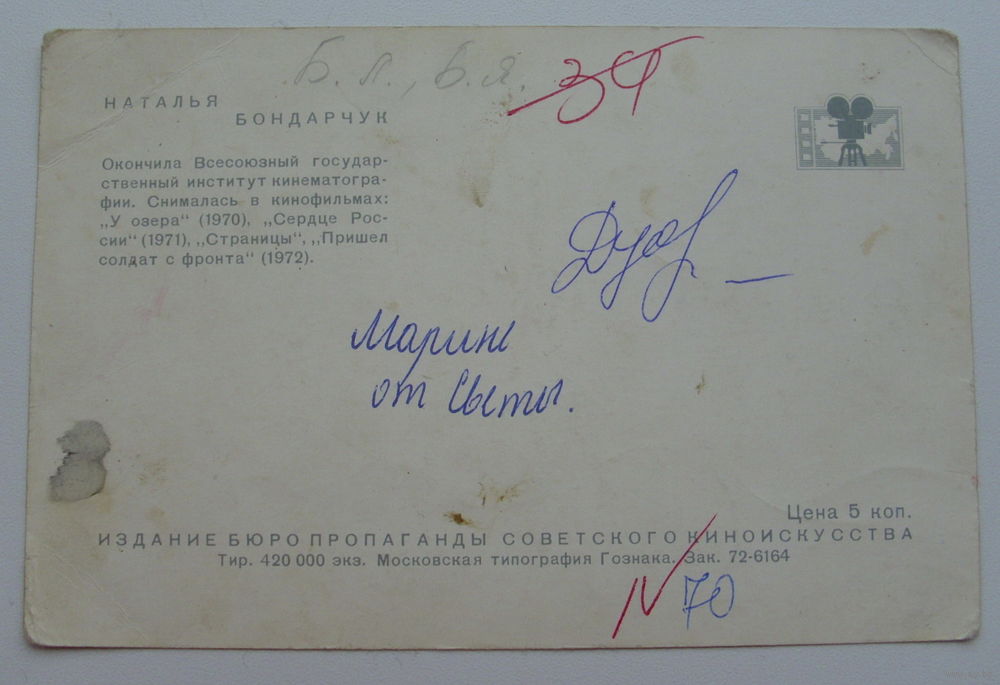 Б.л., в.я.
НАТАЛЬЯ
БОНДАРЧУК
Окончила Всесоюзный государ-
ственный институт кинематогра-
фии. Снималась в кинофильмах:
„У озера“ (1970), „Сердце Рос-
сии“ (1971), „Страницы“, „Пришел
солдат с фронта“ (1972).
Марине
от Светы.
Цена 5 коп.
ИЗДАНИЕ БЮРО ПРОПАГАНДЫ СОВЕТСКОГО КИНОИСКУССТВА
Тир. 420 000 экз. Московская типография Гознака. Зак. 72-6164
70